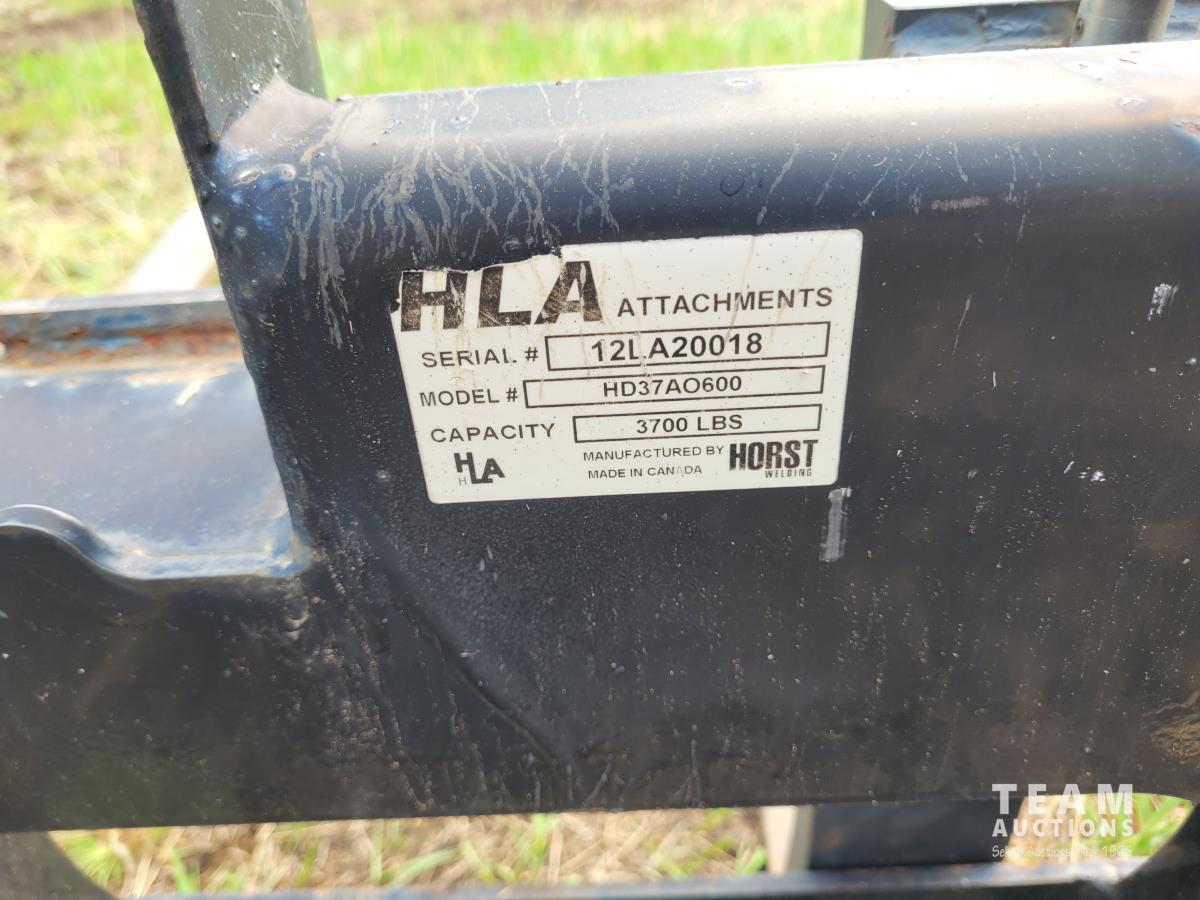 HLA ATTACHMENTS
SERIAL # 12LA20018
MODEL # HD37AO600
CAPACITY 3700 LBS
HLA
MANUFACTURED BY HORST
WELDING
MADE IN CANADA
TEAM
AUCTIONS